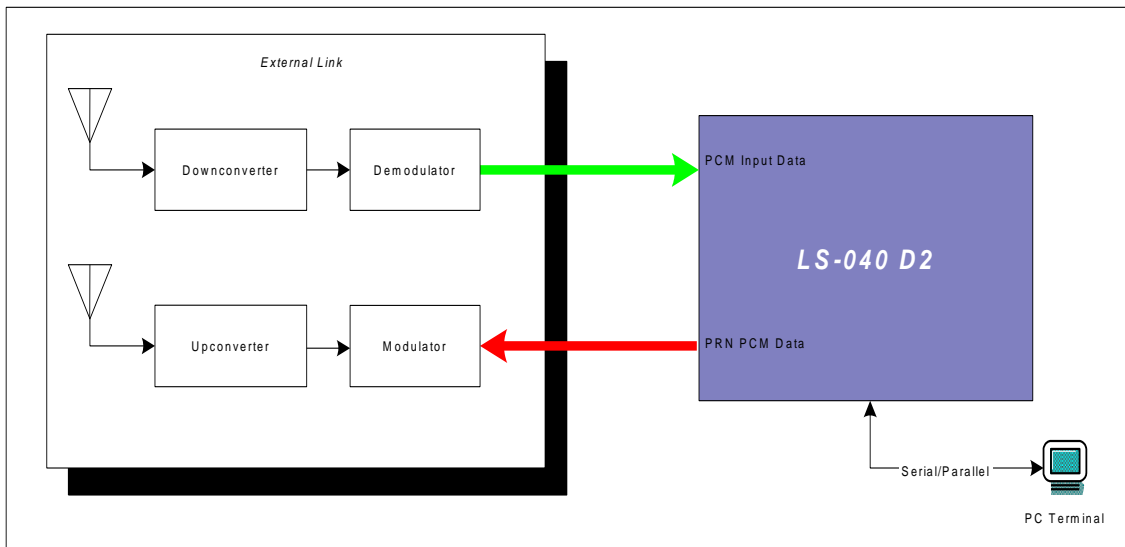 External Link
Downconverter
Demodulator
PCM Input Data
LS-040 D2
Upconverter
Modulator
PRN PCM Data
Serial/Parallel
PC Terminal